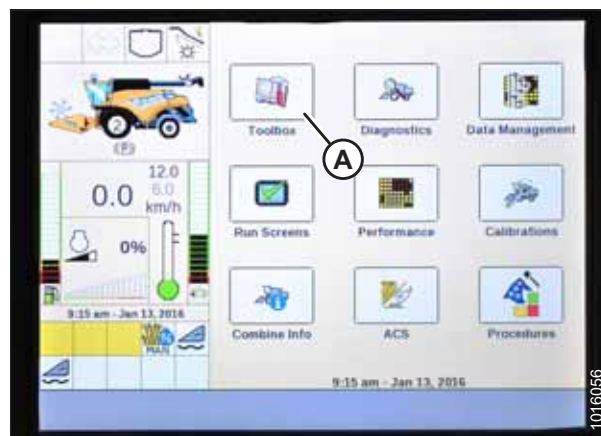 Toolbox
Diagnostics
Data Management
A
2
(P)
12.0
0.0
6.0
km/h
Run Screens
Performance
Calibrations
0%
9:15 am - Jan 13, 2016
MAN
Combine Info
ACS
Procedures
9:15 am - Jan 13, 2016
1016056